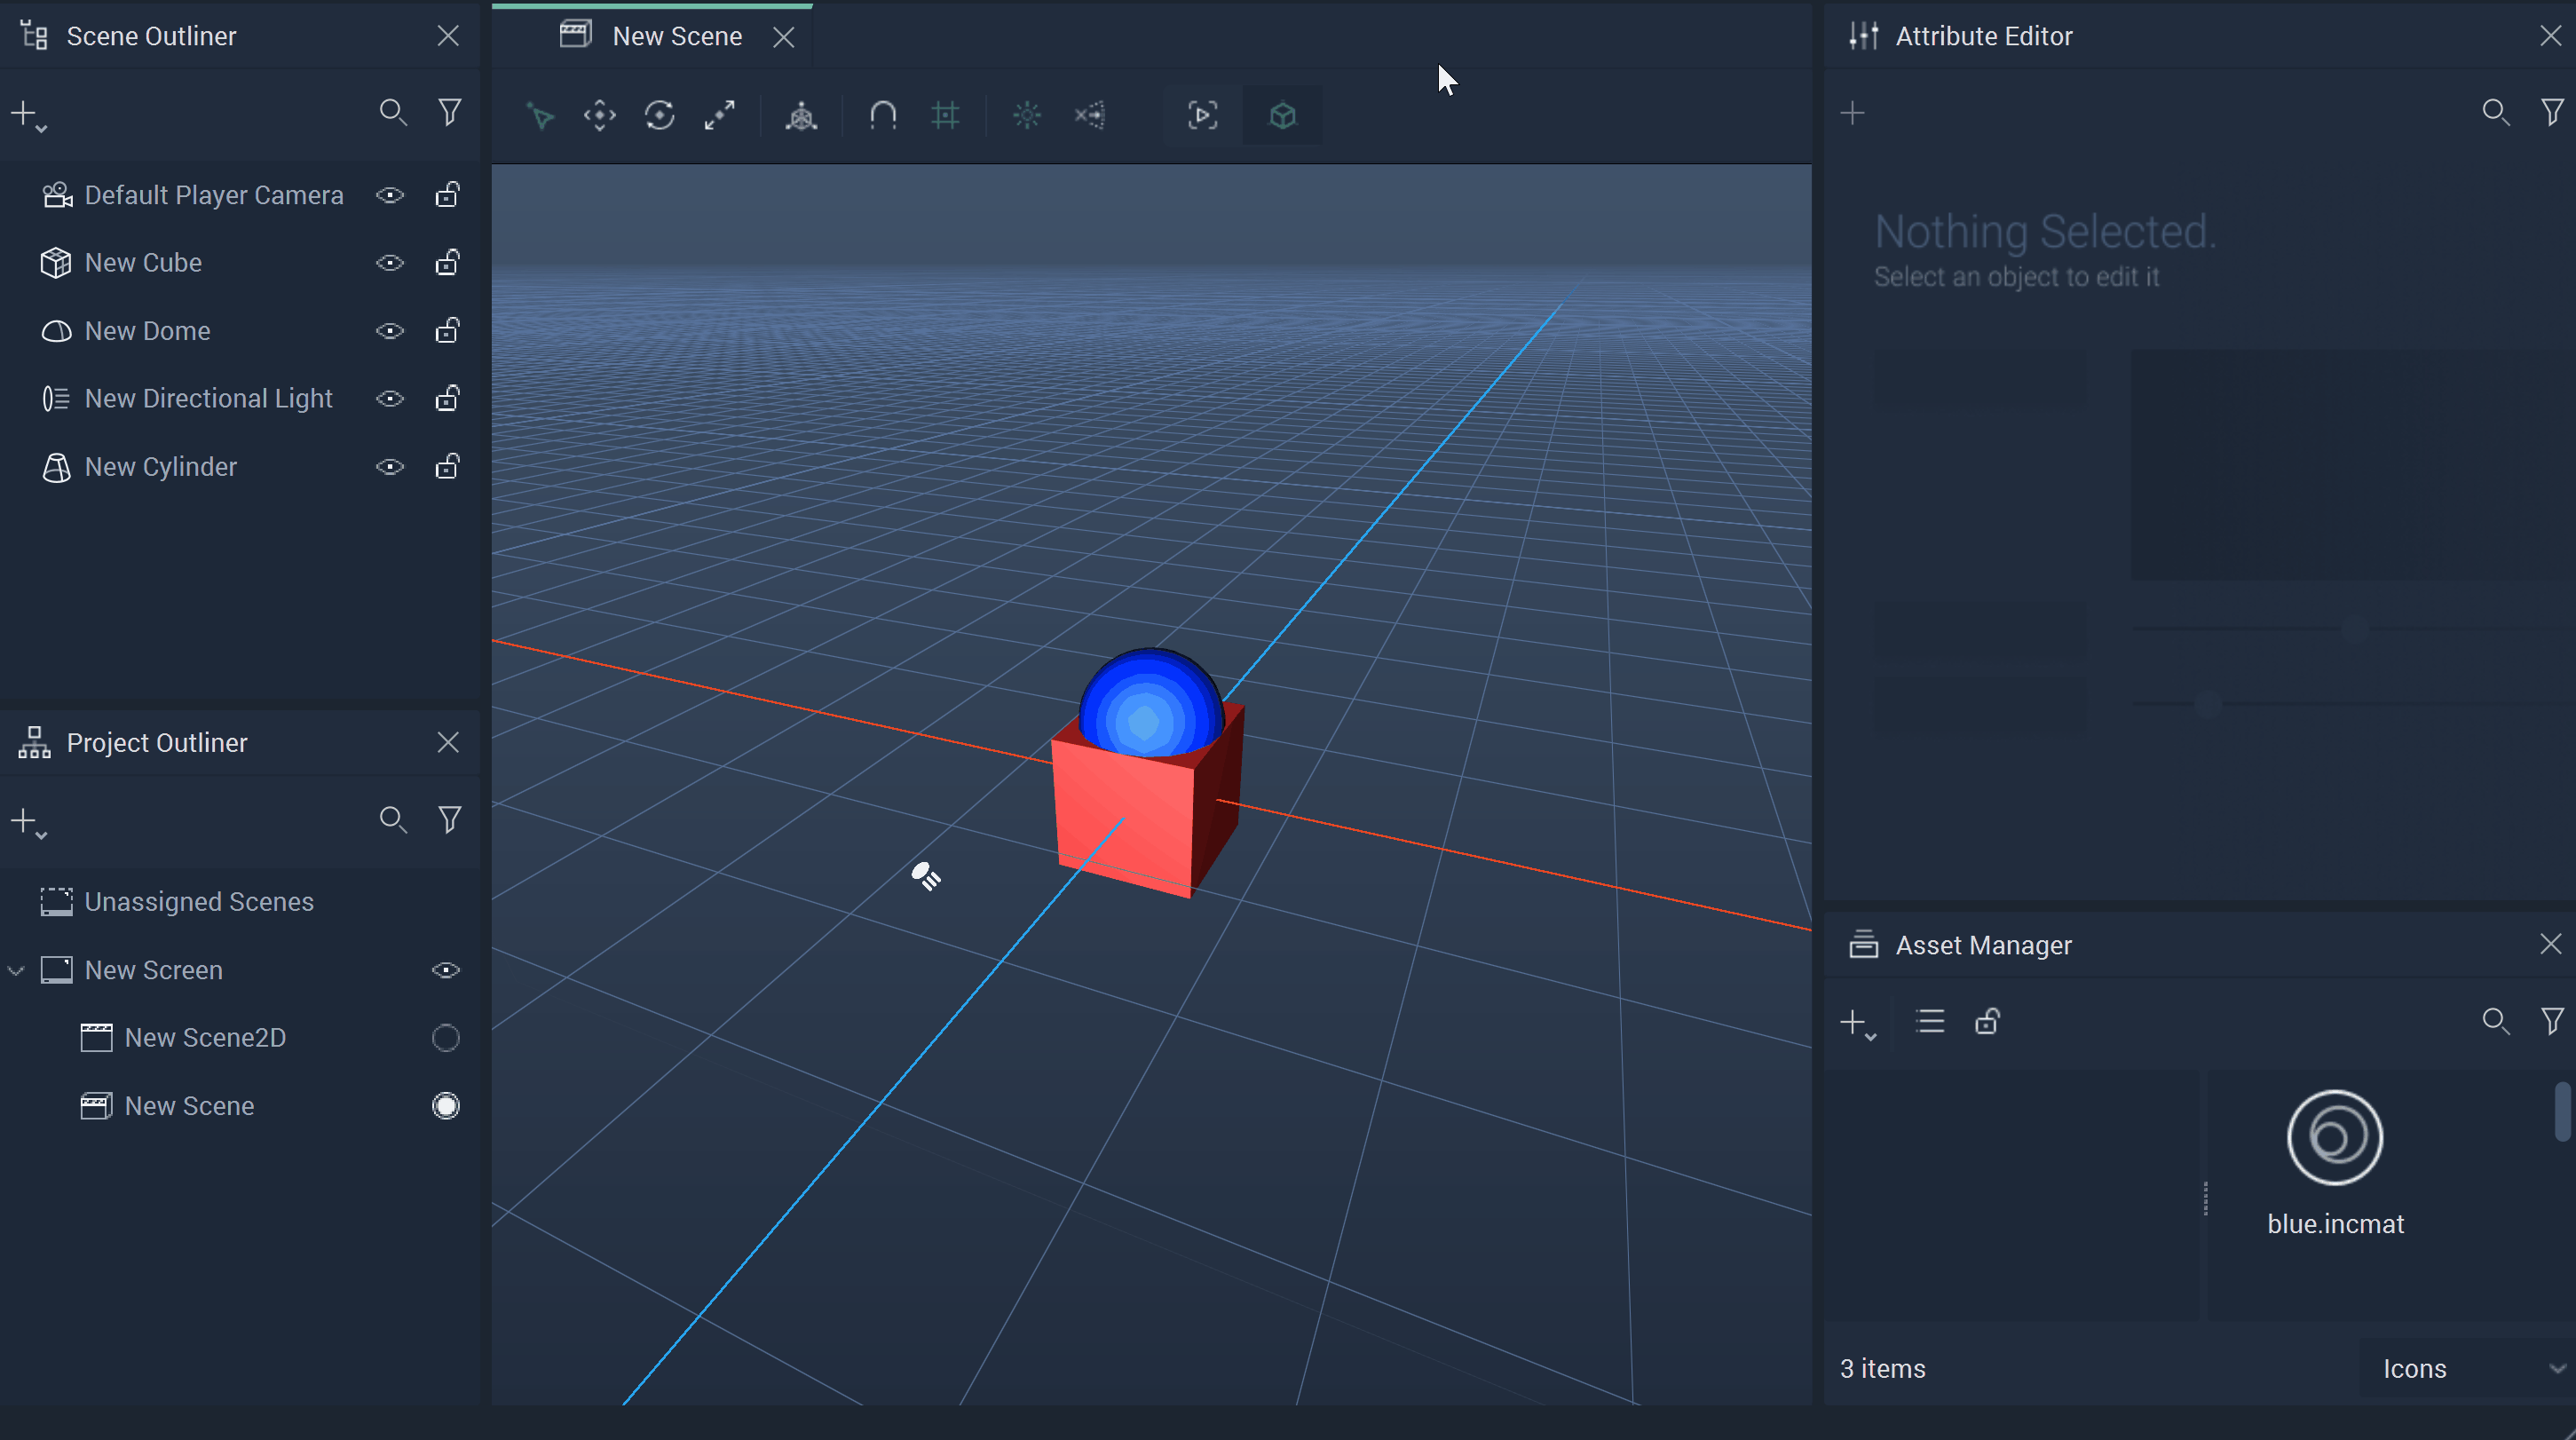 Scene Outliner
Default Player Camera
New Cube
New Dome
New Directional Light
New Cylinder
Project Outliner
Unassigned Scenes
New Screen
New Scene2D
New Scene
New Scene
Attribute Editor
Nothing Selected.
Select an object to edit it
Asset Manager
blue.incmat
3 items
Icons